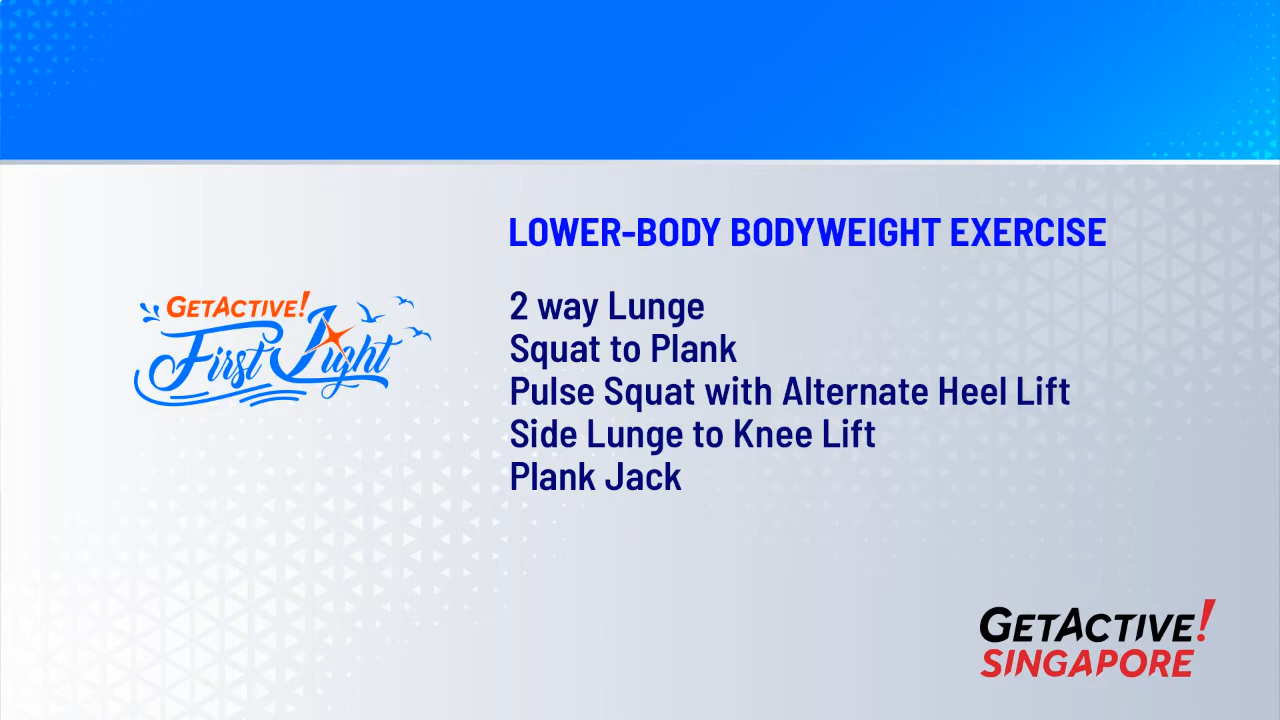 LOWER-BODY BODYWEIGHT EXERCISE
GETACTIVE!
First Light
2 way Lunge
Squat to Plank
Pulse Squat with Alternate Heel Lift
Side Lunge to Knee Lift
Plank Jack
GETACTIVE!
SINGAPORE